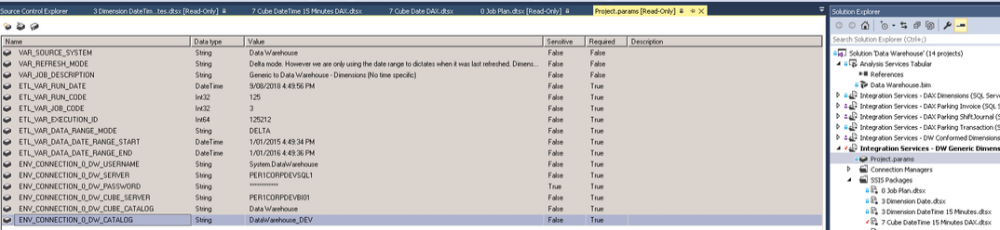 Source Control Explorer 3 Dimension DateTim...tes.dtsx [Read-Only] 7 Cube DateTime 15 Minutes DAX.dtsx 7 Cube Date DAX.dtsx 0 Job Plan.dtsx [Read-Only] Project.params [Read-Only]
Name Data type Value Sensitive Required Description
VAR_SOURCE_SYSTEM String Data Warehouse False False
VAR_REFRESH_MODE String Delta mode. However we are only using the date range to dictates when it was last refreshed. Dimens... False False
VAR_JOB_DESCRIPTION String Generic to Data Warehouse - Dimensions (No time specific) False False
ETL_VAR_RUN_DATE DateTime 9/08/2018 4:49:56 PM False True
ETL_VAR_RUN_CODE Int32 125 False True
ETL_VAR_JOB_CODE Int32 3 False True
ETL_VAR_EXECUTION_ID Int64 125212 False True
ETL_VAR_DATA_RANGE_MODE String DELTA False True
ETL_VAR_DATA_DATE_RANGE_START DateTime 1/01/2015 4:49:34 PM False True
ETL_VAR_DATA_DATE_RANGE_END DateTime 1/01/2016 4:49:36 PM False True
ENV_CONNECTION_0_DW_USERNAME String System.DataWarehouse False True
ENV_CONNECTION_0_DW_SERVER String PER1CORPDEVSQL1 False True
ENV_CONNECTION_0_DW_PASSWORD String ************ True True
ENV_CONNECTION_0_DW_CUBE_SERVER String PER1CORPDEVBI01 False True
ENV_CONNECTION_0_DW_CUBE_CATALOG String Data Warehouse False True
ENV_CONNECTION_0_DW_CATALOG String DataWarehouse_DEV False True
Solution Explorer
Search Solution Explorer (Ctrl+;)
Solution 'Data Warehouse' (14 projects)
Analysis Services Tabular
References
Data Warehouse.bim
Integration Services - DAX Dimensions (SQL Serve
Integration Services - DAX Parking Invoice (SQL
Integration Services - DAX Parking ShiftJournal (
Integration Services - DAX Parking Transaction (S
Integration Services - DW Conformed Dimensions
Integration Services - DW Generic Dimen
Project.params
Connection Managers
SSIS Packages
0 Job Plan.dtsx
3 Dimension Date.dtsx
3 Dimension DateTime 15 Minutes.dtsx
7 Cube DateTime 15 Minutes DAX.dtsx